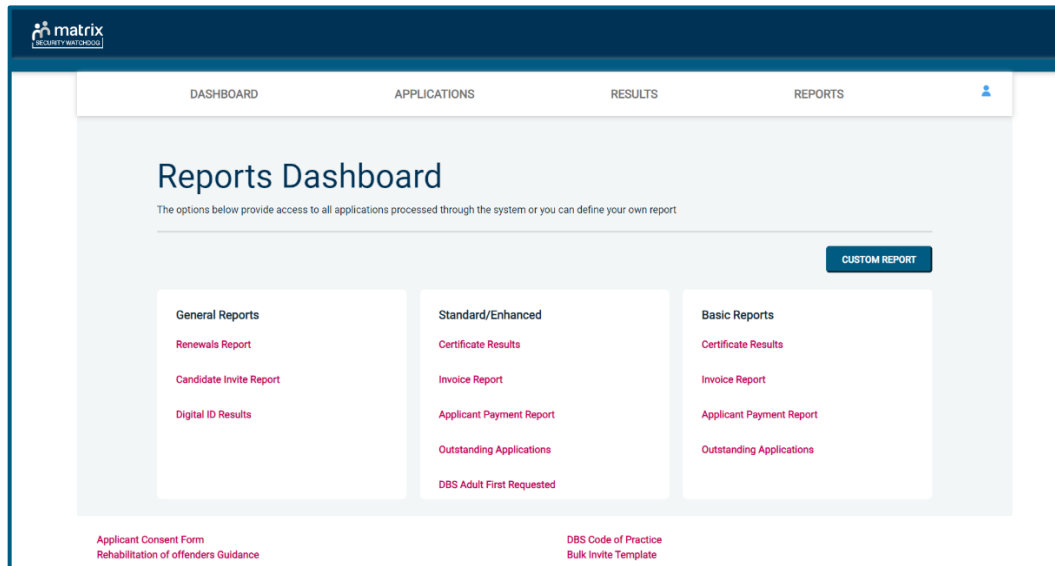 matrix
SECURITY WATCHDOG
DASHBOARD
APPLICATIONS
RESULTS
REPORTS
Reports Dashboard
The options below provide access to all applications processed through the system or you can define your own report
CUSTOM REPORT
General Reports
Renewals Report
Candidate Invite Report
Digital ID Results
Standard/Enhanced
Certificate Results
Invoice Report
Applicant Payment Report
Outstanding Applications
DBS Adult First Requested
Basic Reports
Certificate Results
Invoice Report
Applicant Payment Report
Outstanding Applications
Applicant Consent Form
Rehabilitation of offenders Guidance
DBS Code of Practice
Bulk Invite Template